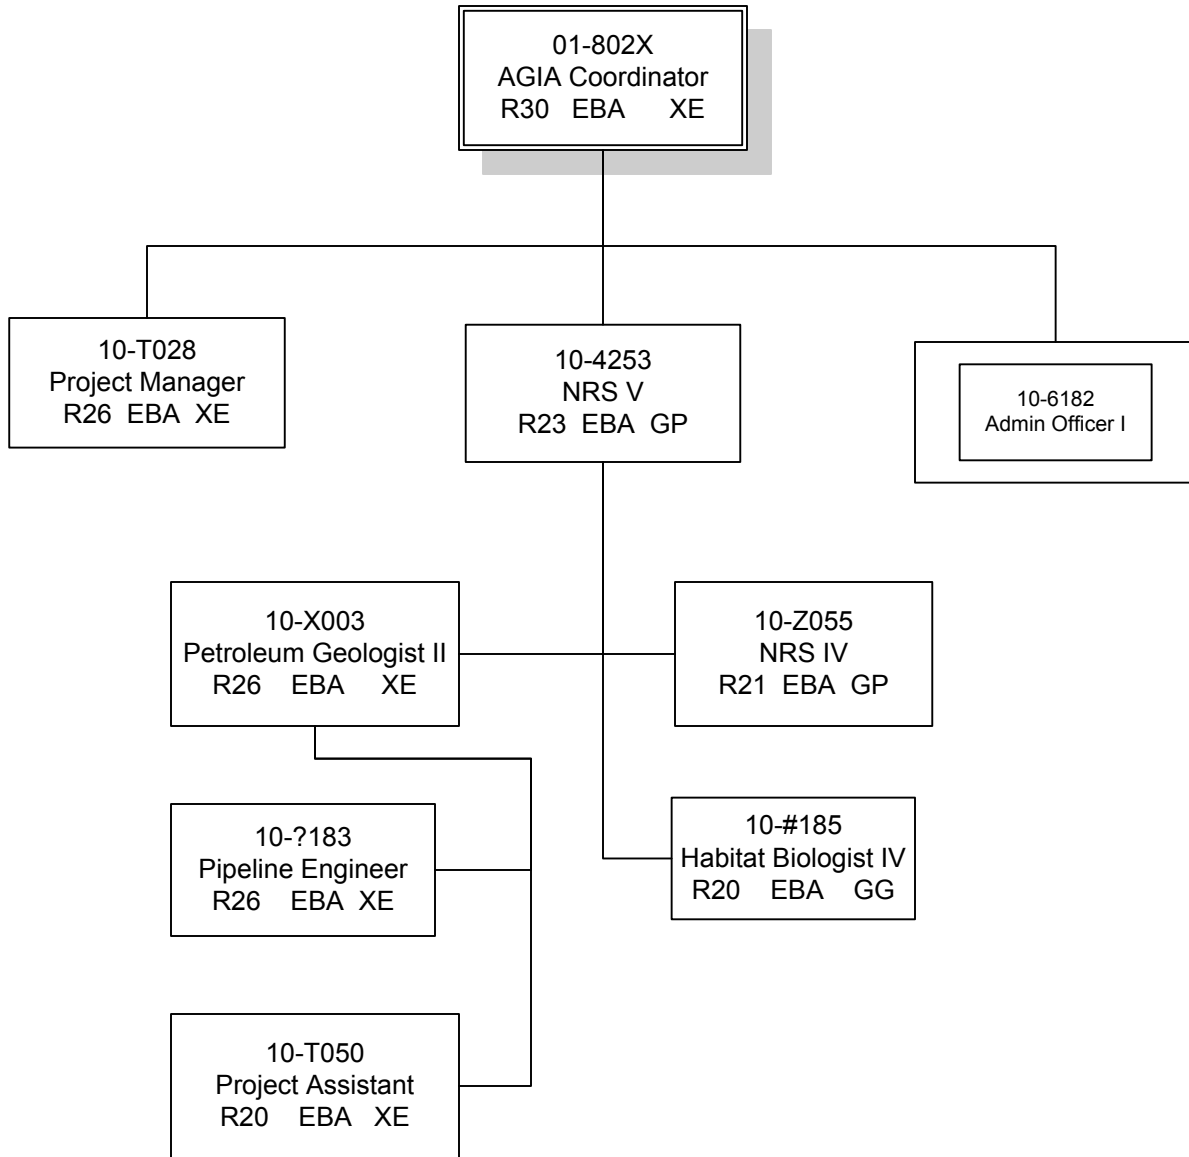 01-802X
AGIA Coordinator
R30 EBA XE
10-T028
Project Manager
R26 EBA XE
10-4253
NRS V
R23 EBA GP
10-6182
Admin Officer I
10-X003
Petroleum Geologist II
R26 EBA XE
10-Z055
NRS IV
R21 EBA GP
10-?183
Pipeline Engineer
R26 EBA XE
10-#185
Habitat Biologist IV
R20 EBA GG
10-T050
Project Assistant
R20 EBA XE